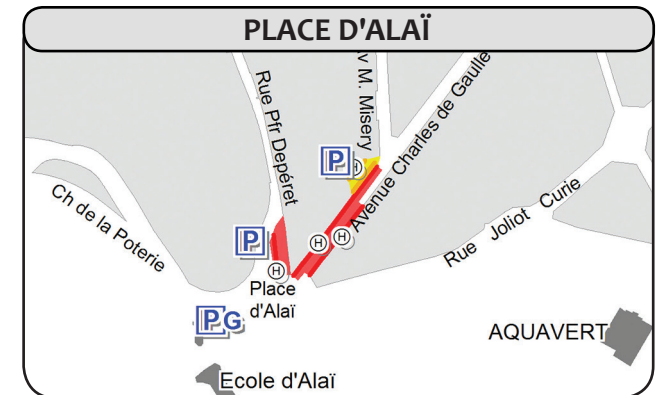 PLACE D'ALAÏ
Rue Pfr Depéret
Av M. Misery
Avenue Charles de Gaulle
P
H
Ch de la Poterie
Rue Joliot Curie
P
H
H
H
Place
d'Alaï
PG
AQUAVERT
Ecole d'Alaï